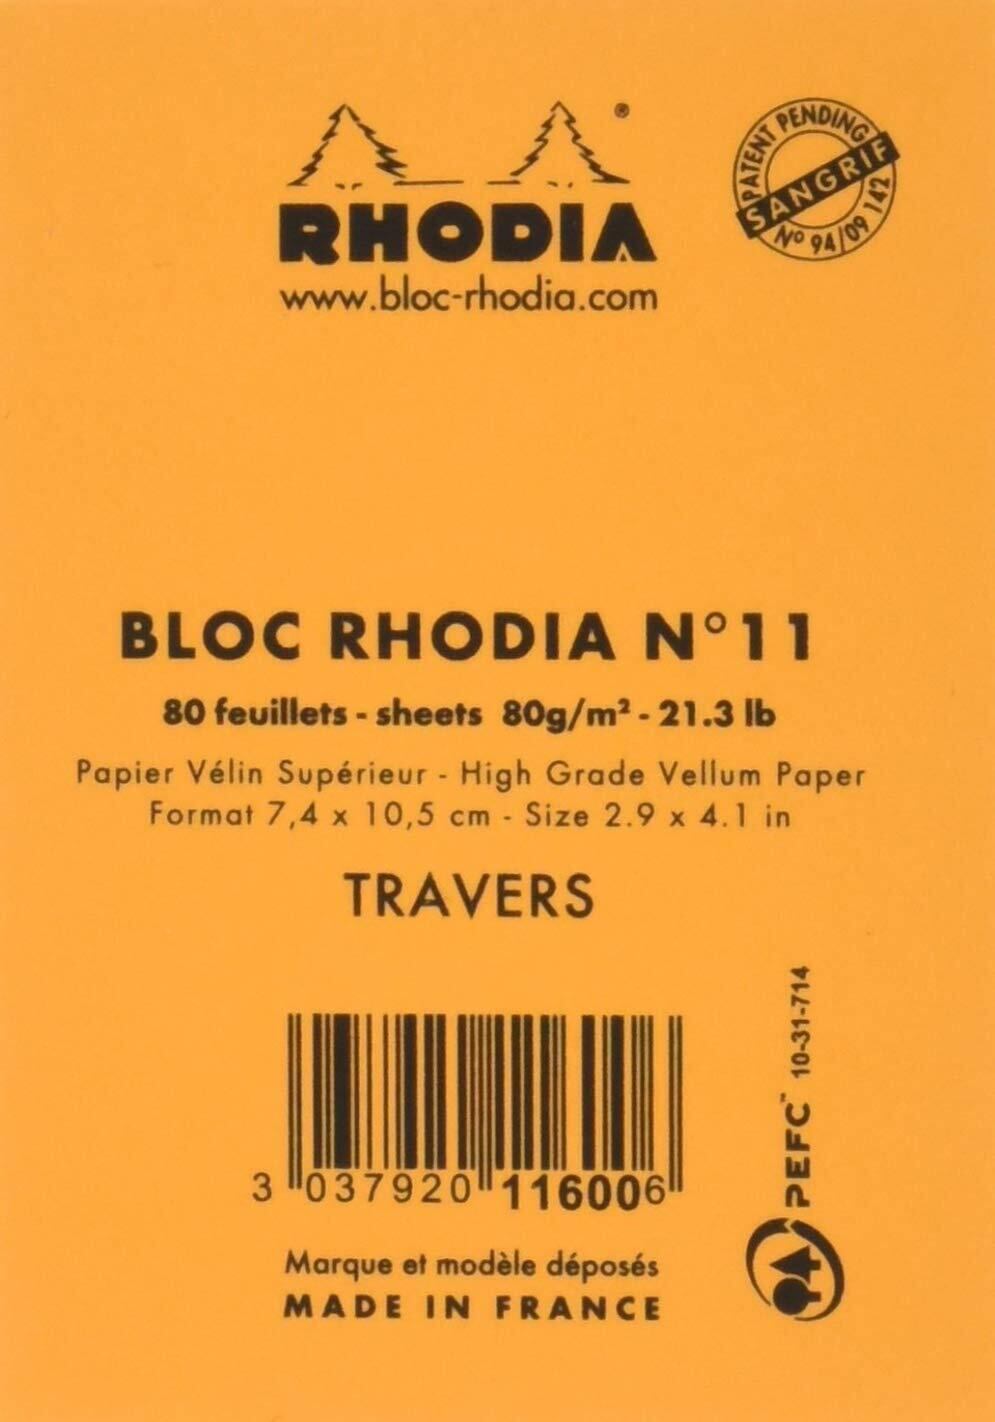 ®
RHODIA
www.bloc-rhodia.com
PATENT PENDING
SANGRIF
N° 94/09 142
BLOC RHODIA N°11
80 feuillets - sheets 80g/m² - 21.3 lb
Papier Vélin Supérieur - High Grade Vellum Paper
Format 7,4 x 10,5 cm - Size 2.9 x 4.1 in
TRAVERS
3 037920 116006
Marque et modèle déposés
MADE IN FRANCE
PEFC™ 10-31-714